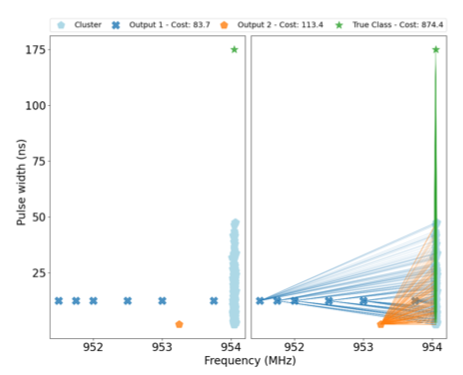 Cluster Output 1 - Cost: 83.7 Output 2 - Cost: 113.4 True Class - Cost: 874.4
175
150
100
75
50
25
Pulse width (ns)
952 953 954 952 953 954
Frequency (MHz)